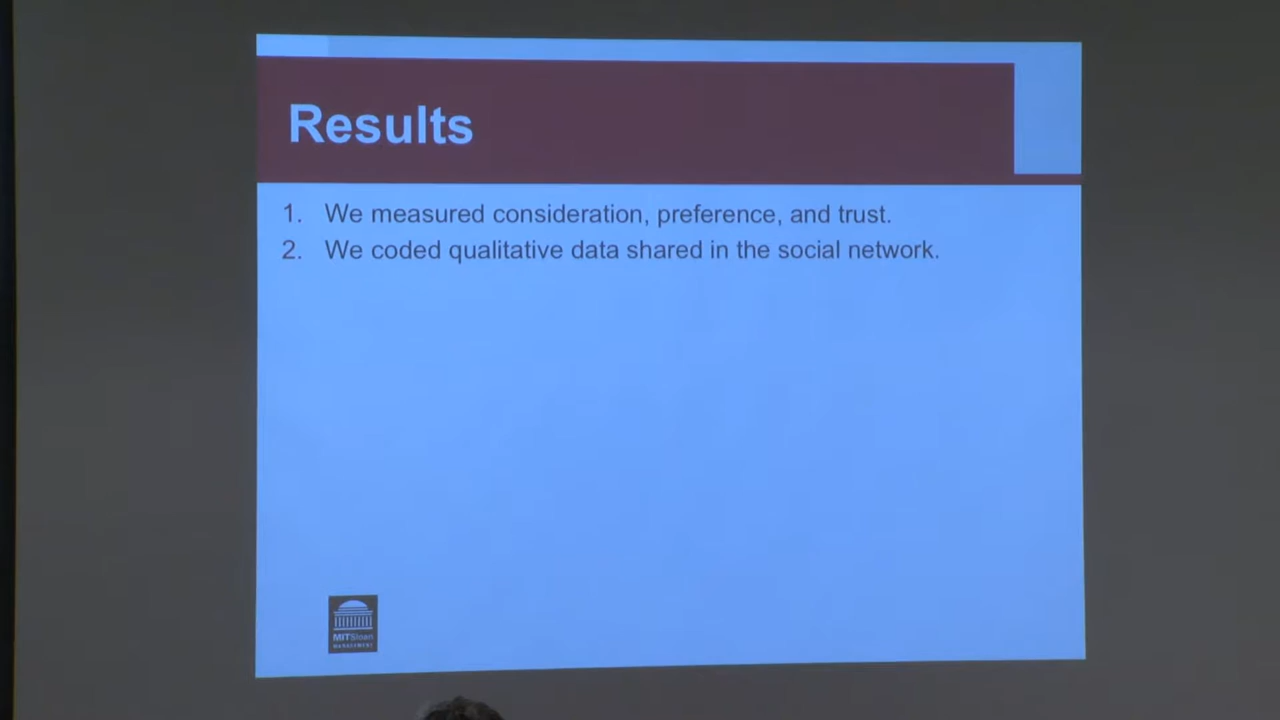 Results
1. We measured consideration, preference, and trust.
2. We coded qualitative data shared in the social network.
MITSloan
MANAGEMENT